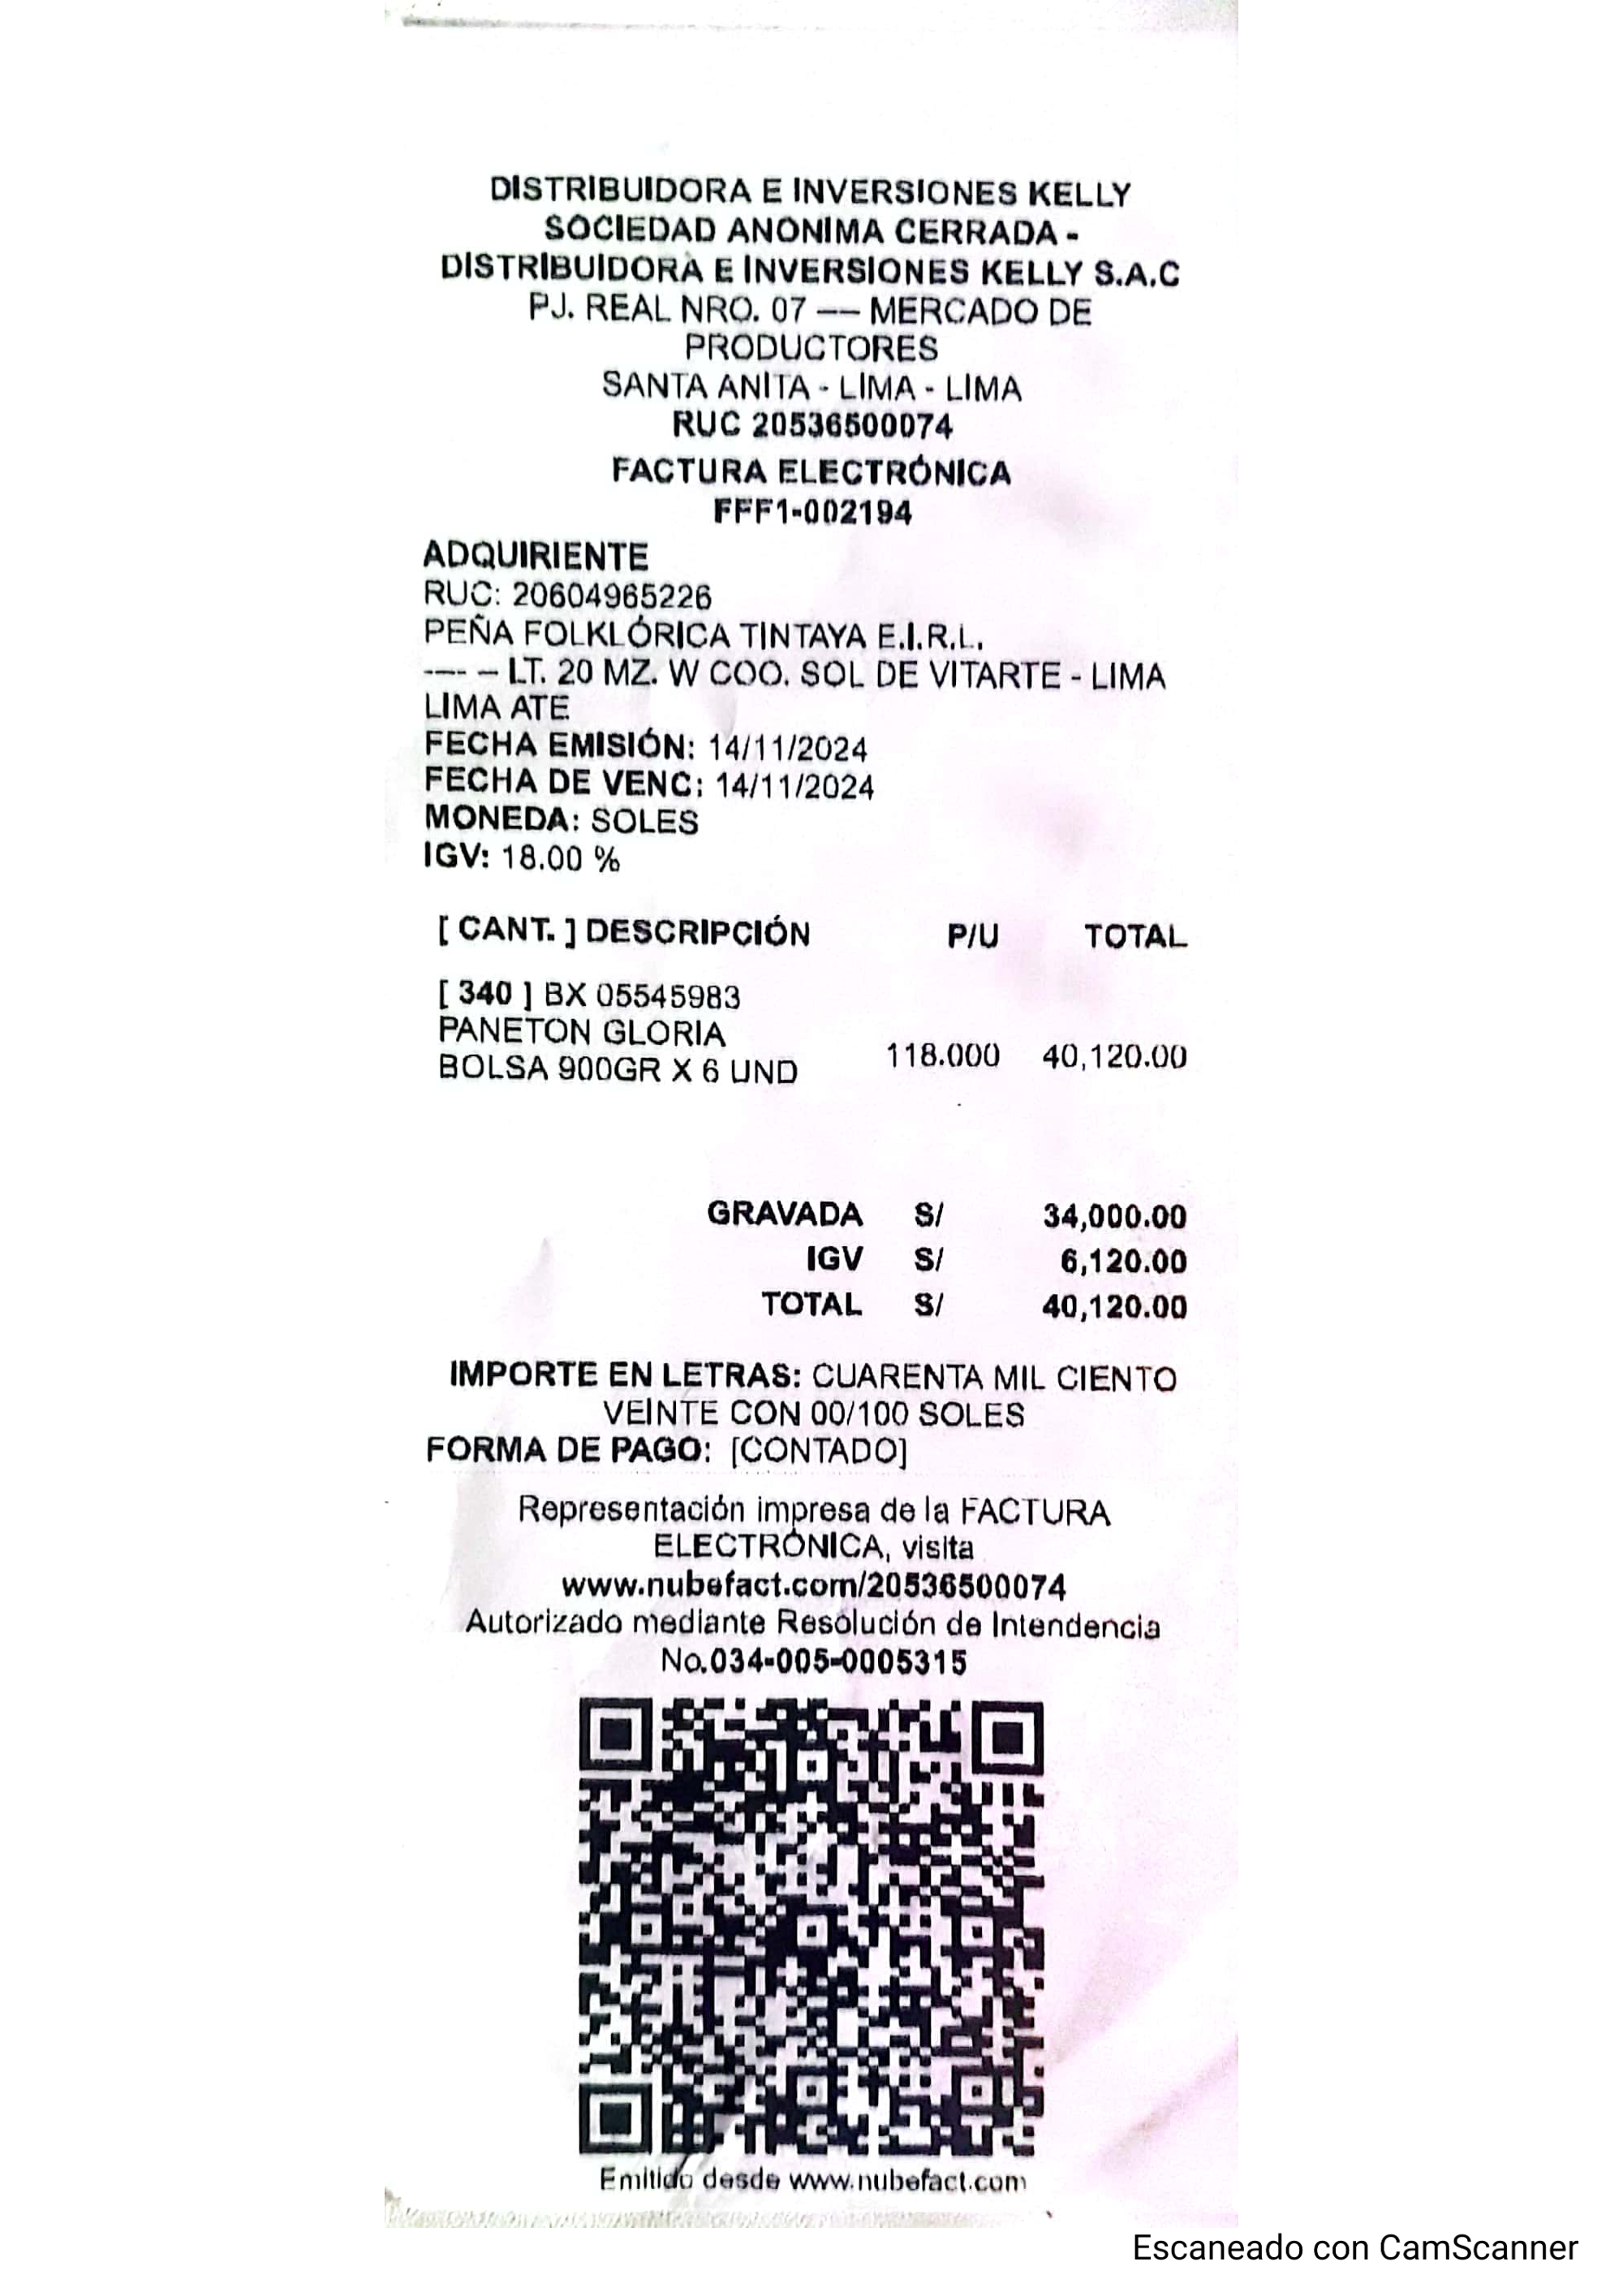 DISTRIBUIDORA E INVERSIONES KELLY
SOCIEDAD ANONIMA CERRADA -
DISTRIBUIDORA E INVERSIONES KELLY S.A.C
PJ. REAL NRO. 07 –– MERCADO DE
PRODUCTORES
SANTA ANITA - LIMA - LIMA
RUC 20536500074
FACTURA ELECTRÓNICA
FFF1-002194
ADQUIRIENTE
RUC: 20604965226
PEÑA FOLKLÓRICA TINTAYA E.I.R.L.
---- – LT. 20 MZ. W COO. SOL DE VITARTE - LIMA
LIMA ATE
FECHA EMISIÓN: 14/11/2024
FECHA DE VENC: 14/11/2024
MONEDA: SOLES
IGV: 18.00 %
[ CANT. ] DESCRIPCIÓN P/U TOTAL
[ 340 ] BX 05545983
PANETON GLORIA
BOLSA 900GR X 6 UND 118.000 40,120.00
GRAVADA S/ 34,000.00
IGV S/ 6,120.00
TOTAL S/ 40,120.00
IMPORTE EN LETRAS: CUARENTA MIL CIENTO
VEINTE CON 00/100 SOLES
FORMA DE PAGO: [CONTADO]
Representación impresa de la FACTURA
ELECTRÓNICA, visita
www.nubefact.com/20536500074
Autorizado mediante Resolución de Intendencia
No.034-005-0005315
Emitido desde www.nubefact.com
Escaneado con CamScanner